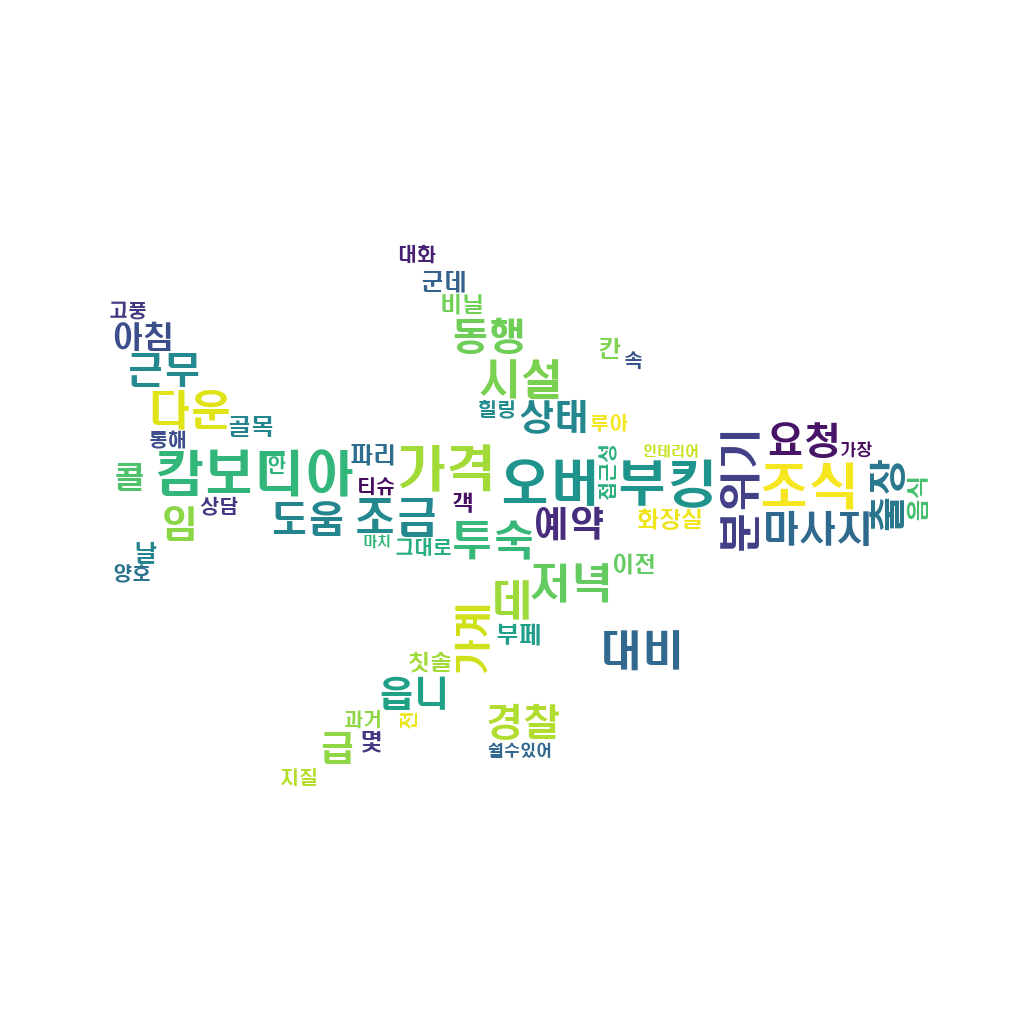 대화
군데
비닐
고풍
동행
아침
칸
속
근무
시설
다운
힐링
상태
루아
골목
통해
요청
가장
파리
인테리어
접근성
분위기
캄보디아
안
가격
오버
부킹
조식
콜
티슈
객
출장
음식
상담
임
도움
조금
예약
화장실
마사지
마치
그대로
투숙
날
양호
이전
저녁
데
가게
부페
대비
칫솔
읍니
과거
전
경찰
급
몇
쉴수있어
지질